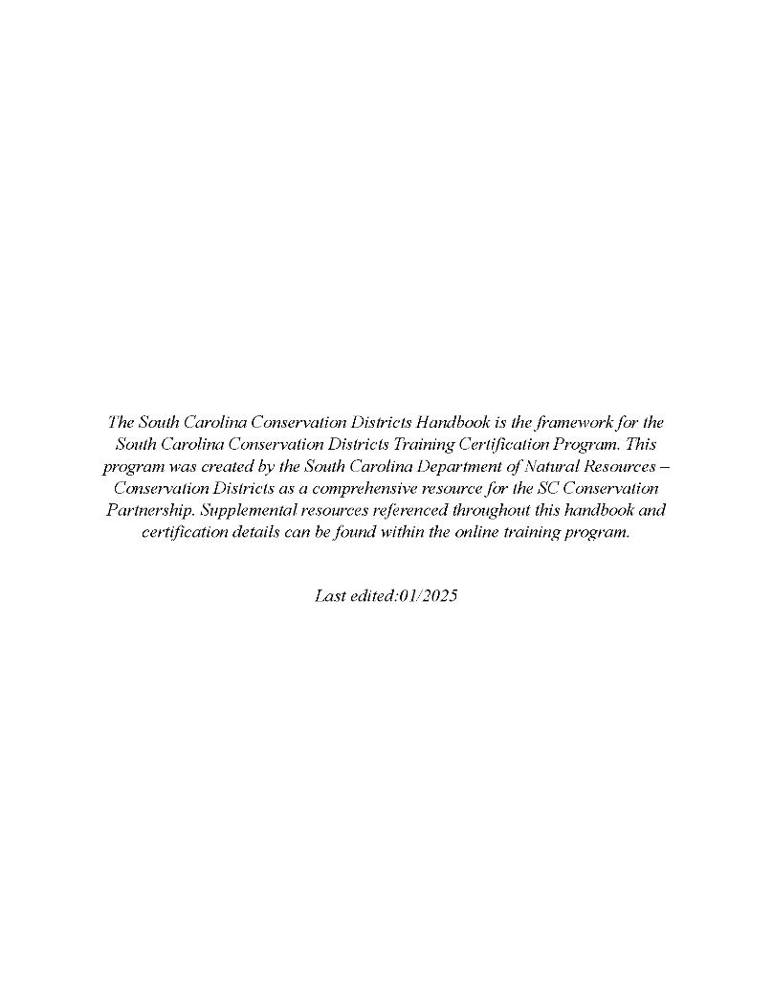 The South Carolina Conservation Districts Handbook is the framework for the
South Carolina Conservation Districts Training Certification Program. This
program was created by the South Carolina Department of Natural Resources –
Conservation Districts as a comprehensive resource for the SC Conservation
Partnership. Supplemental resources referenced throughout this handbook and
certification details can be found within the online training program.
Last edited:01/2025